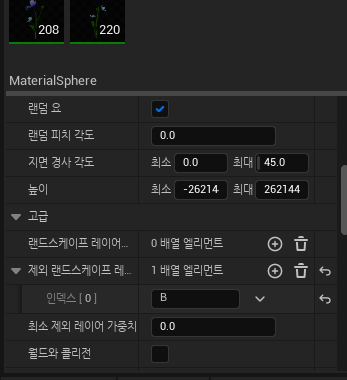 208 220
MaterialSphere
랜덤 요
랜덤 피치 각도 0.0
지면 경사 각도 최소 0.0 최대 45.0
높이 최소 -26214 최대 262144
고급
랜드스케이프 레이어... 0 배열 엘리먼트
제외 랜드스케이프 레... 1 배열 엘리먼트
인덱스 [ 0 ] B
최소 제외 레이어 가중치 0.0
월드와 콜리전